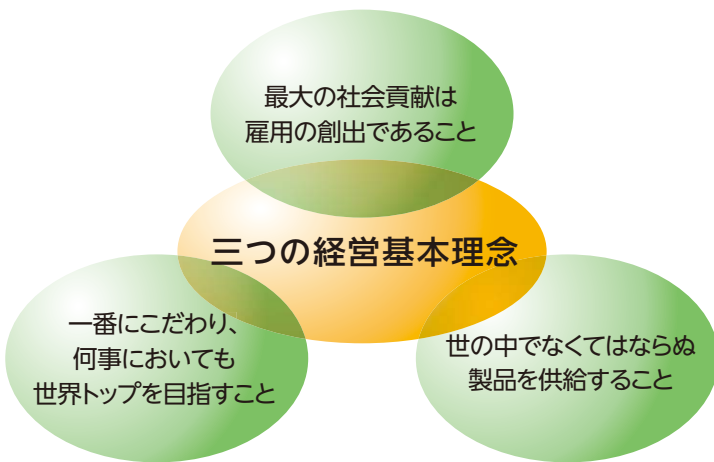 最大の社会貢献は
雇用の創出であること
三つの経営基本理念
一番にこだわり、
何事においても
世界トップを目指すこと
世の中でなくてはならぬ
製品を供給すること